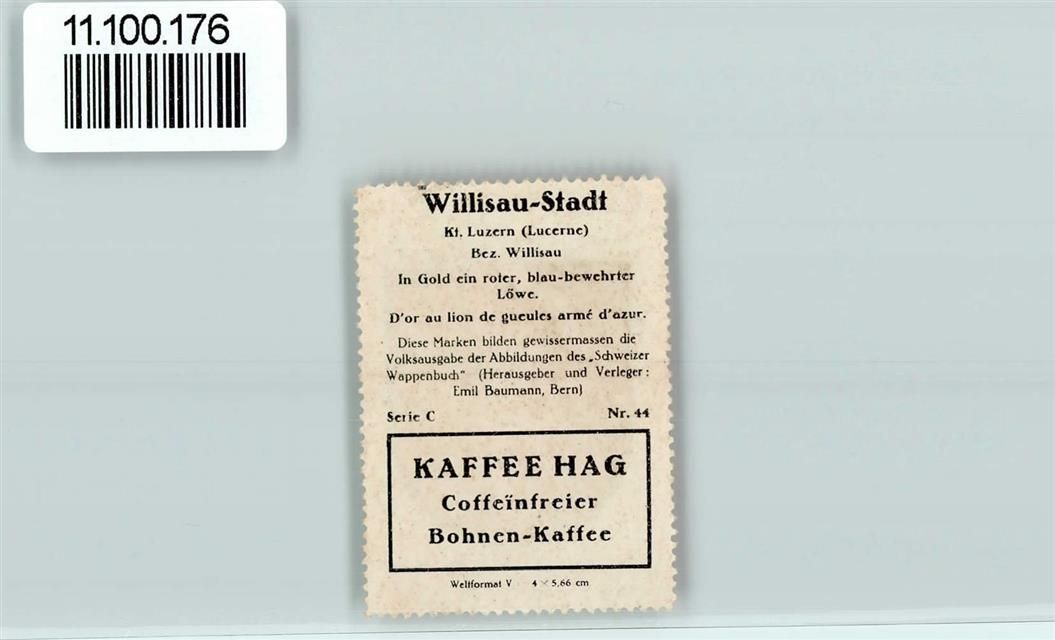 11.100.176
Willisau-Stadt
Kt. Luzern (Lucerne)
Bez. Willisau
In Gold ein roter, blau-bewehrter
Löwe.
D'or au lion de gueules armé d'azur.
Diese Marken bilden gewissermassen die
Volksausgabe der Abbildungen des „Schweizer
Wappenbuch“ (Herausgeber und Verleger:
Emil Baumann, Bern)
Serie C Nr. 44
KAFFEE HAG
Coffeïnfreier
Bohnen-Kaffee
Weltformat V 4 × 5,66 cm